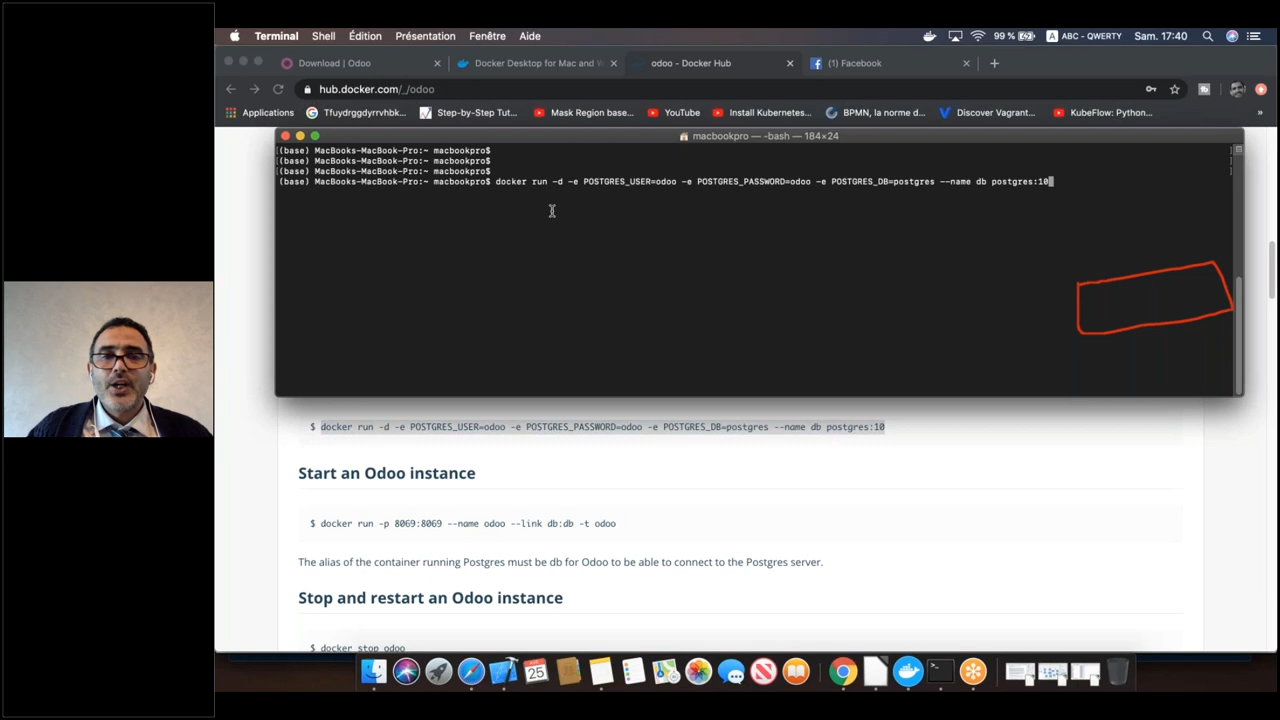 Terminal Shell Édition Présentation Fenêtre Aide 99 % A ABC - QWERTY Sam. 17:40
Download | Odoo Docker Desktop for Mac and W odoo - Docker Hub (1) Facebook
hub.docker.com/_/odoo
Applications Tfuydrgdyrrvhbk... Step-by-Step Tut... Mask Region base... YouTube Install Kubernetes... BPMN, la norme d... Discover Vagrant... KubeFlow: Python... »
macbookpro — -bash — 184×24
[(base) MacBooks-MacBook-Pro:~ macbookpro$ ]
[(base) MacBooks-MacBook-Pro:~ macbookpro$ ]
[(base) MacBooks-MacBook-Pro:~ macbookpro$ ]
(base) MacBooks-MacBook-Pro:~ macbookpro$ docker run -d -e POSTGRES_USER=odoo -e POSTGRES_PASSWORD=odoo -e POSTGRES_DB=postgres --name db postgres:10
$ docker run -d -e POSTGRES_USER=odoo -e POSTGRES_PASSWORD=odoo -e POSTGRES_DB=postgres --name db postgres:10
Start an Odoo instance
$ docker run -p 8069:8069 --name odoo --link db:db -t odoo
The alias of the container running Postgres must be db for Odoo to be able to connect to the Postgres server.
Stop and restart an Odoo instance
$ docker stop odoo
25